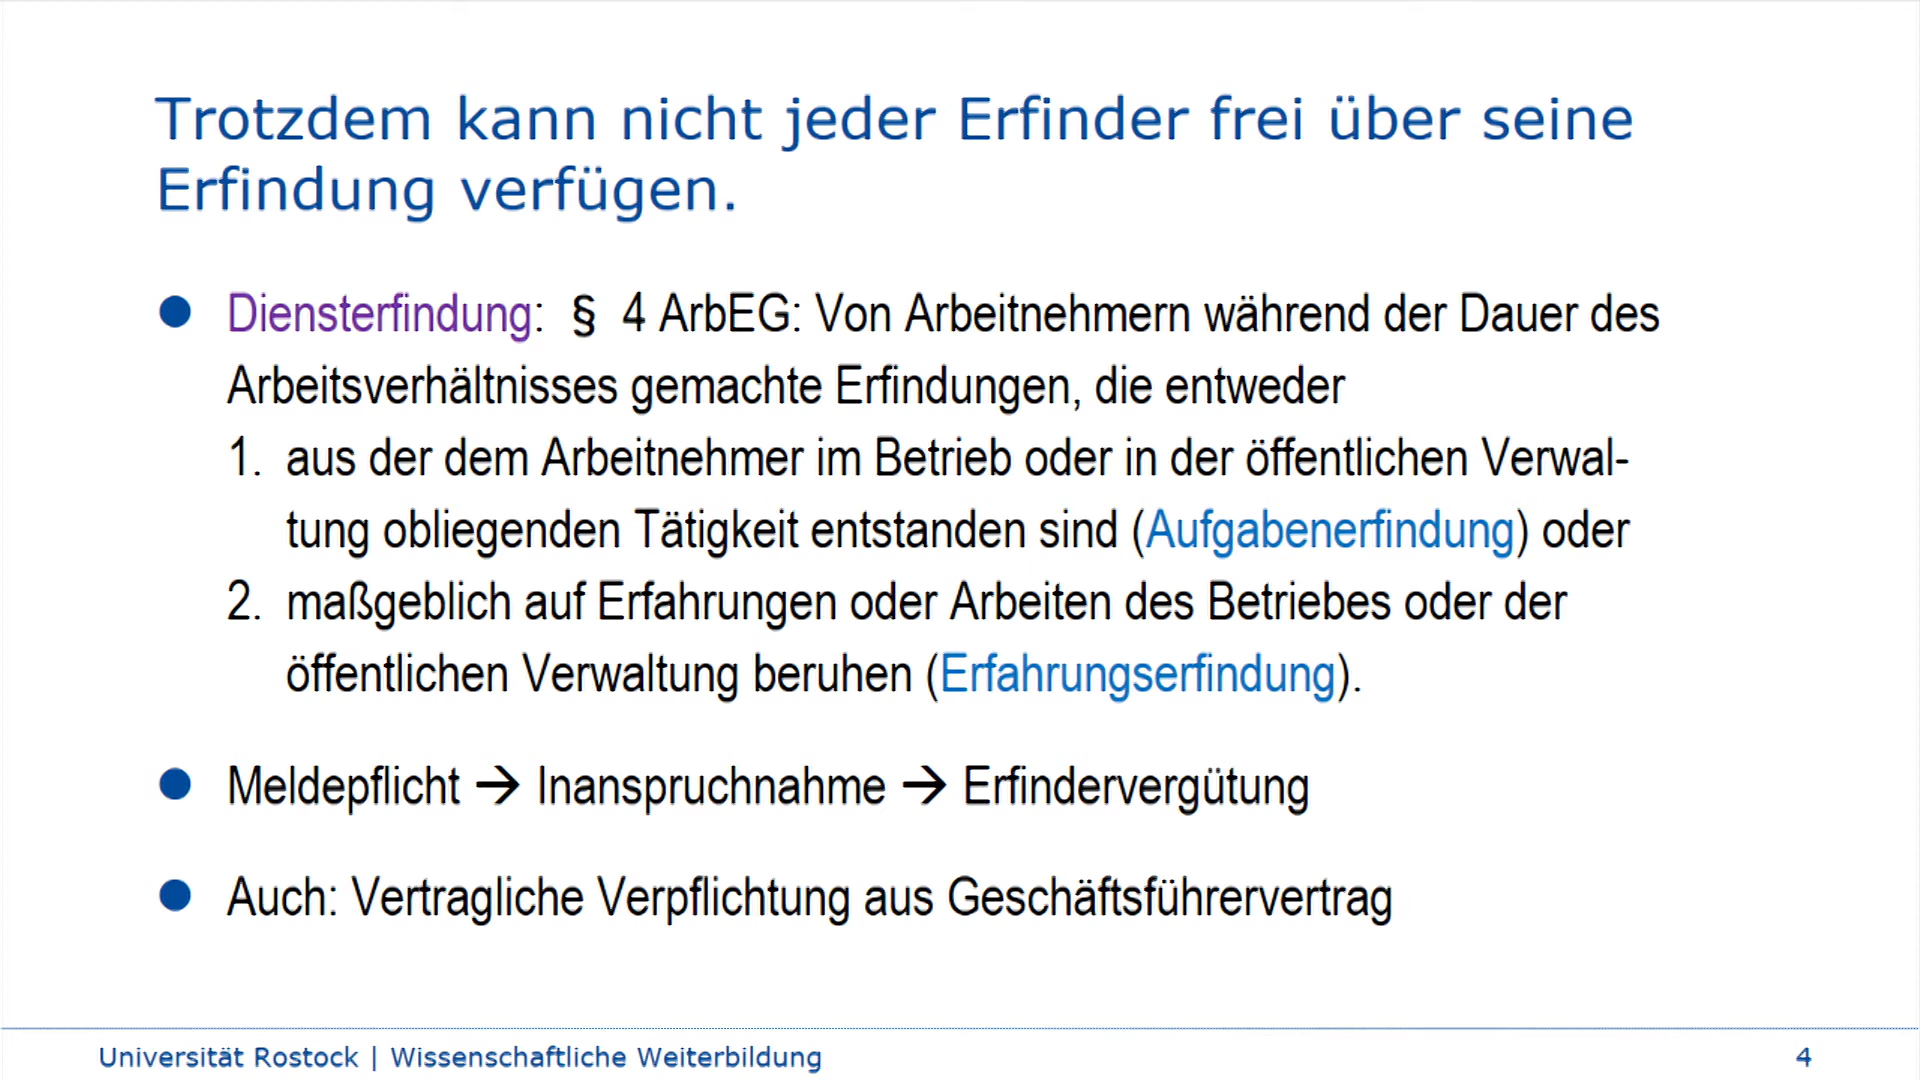 Trotzdem kann nicht jeder Erfinder frei über seine
Erfindung verfügen.
● Diensterfindung: § 4 ArbEG: Von Arbeitnehmern während der Dauer des
Arbeitsverhältnisses gemachte Erfindungen, die entweder
1. aus der dem Arbeitnehmer im Betrieb oder in der öffentlichen Verwal-
tung obliegenden Tätigkeit entstanden sind (Aufgabenerfindung) oder
2. maßgeblich auf Erfahrungen oder Arbeiten des Betriebes oder der
öffentlichen Verwaltung beruhen (Erfahrungserfindung).
● Meldepflicht → Inanspruchnahme → Erfindervergütung
● Auch: Vertragliche Verpflichtung aus Geschäftsführervertrag
Universität Rostock | Wissenschaftliche Weiterbildung 4